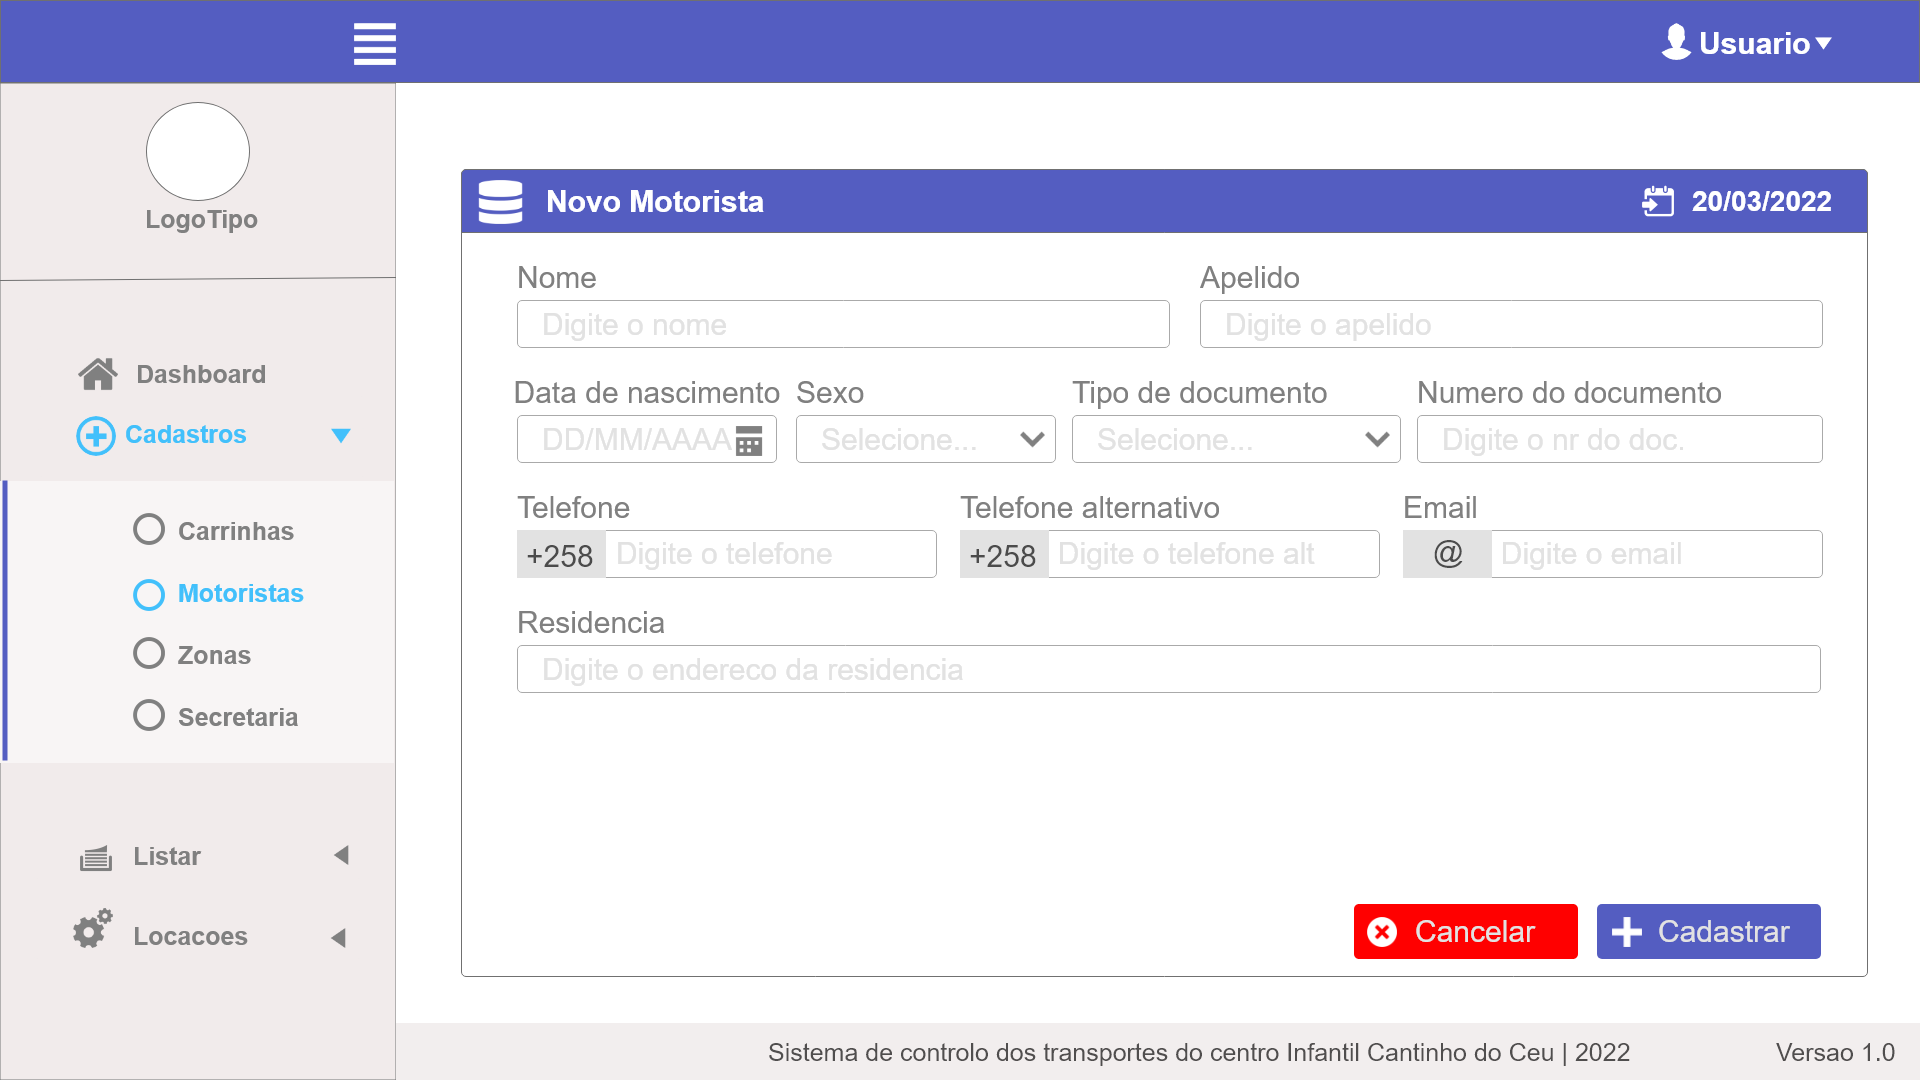 Usuario
LogoTipo
Dashboard
Cadastros
Carrinhas
Motoristas
Zonas
Secretaria
Listar
Locacoes
Novo Motorista
20/03/2022
Nome
Apelido
Digite o nome
Digite o apelido
Data de nascimento
Sexo
Tipo de documento
Numero do documento
DD/MM/AAAA
Selecione...
Selecione...
Digite o nr do doc.
Telefone
Telefone alternativo
Email
+258 Digite o telefone
+258 Digite o telefone alt
@ Digite o email
Residencia
Digite o endereco da residencia
Cancelar
Cadastrar
Sistema de controlo dos transportes do centro Infantil Cantinho do Ceu | 2022
Versao 1.0